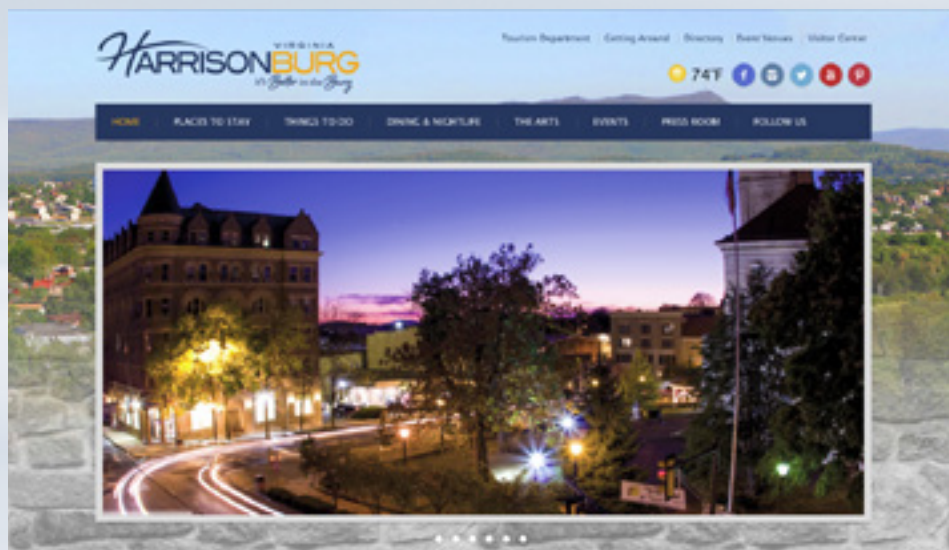 Tourism Department Getting Around Directory Event Venues Visitor Center
VIRGINIA
HARRISONBURG
It's Better in the Burg
74°F
HOME PLACES TO STAY THINGS TO DO DINING & NIGHTLIFE THE ARTS EVENTS PRESS ROOM FOLLOW US